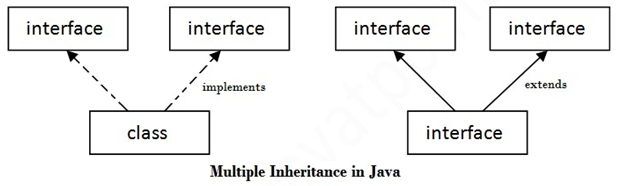 interface interface interface interface
implements extends
class interface
Multiple Inheritance in Java